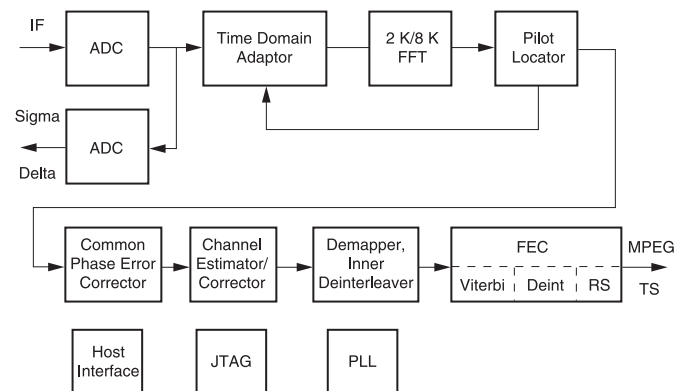 IF
ADC
Time Domain
Adaptor
2 K/8 K
FFT
Pilot
Locator
Sigma
Delta
ADC
Common
Phase Error
Corrector
Channel
Estimator/
Corrector
Demapper,
Inner
Deinterleaver
FEC
Viterbi
Deint
RS
MPEG
TS
Host
Interface
JTAG
PLL